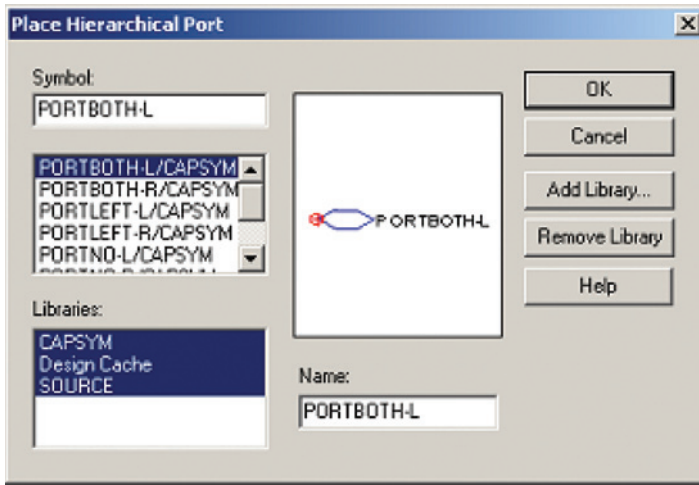 Place Hierarchical Port
Symbol:
PORTBOTH-L
PORTBOTH-L/CAPSYM
PORTBOTH-R/CAPSYM
PORTLEFT-L/CAPSYM
PORTLEFT-R/CAPSYM
PORTNO-L/CAPSYM
Libraries:
CAPSYM
Design Cache
SOURCE
PORTBOTH-L
Name:
PORTBOTH-L
OK
Cancel
Add Library...
Remove Library
Help